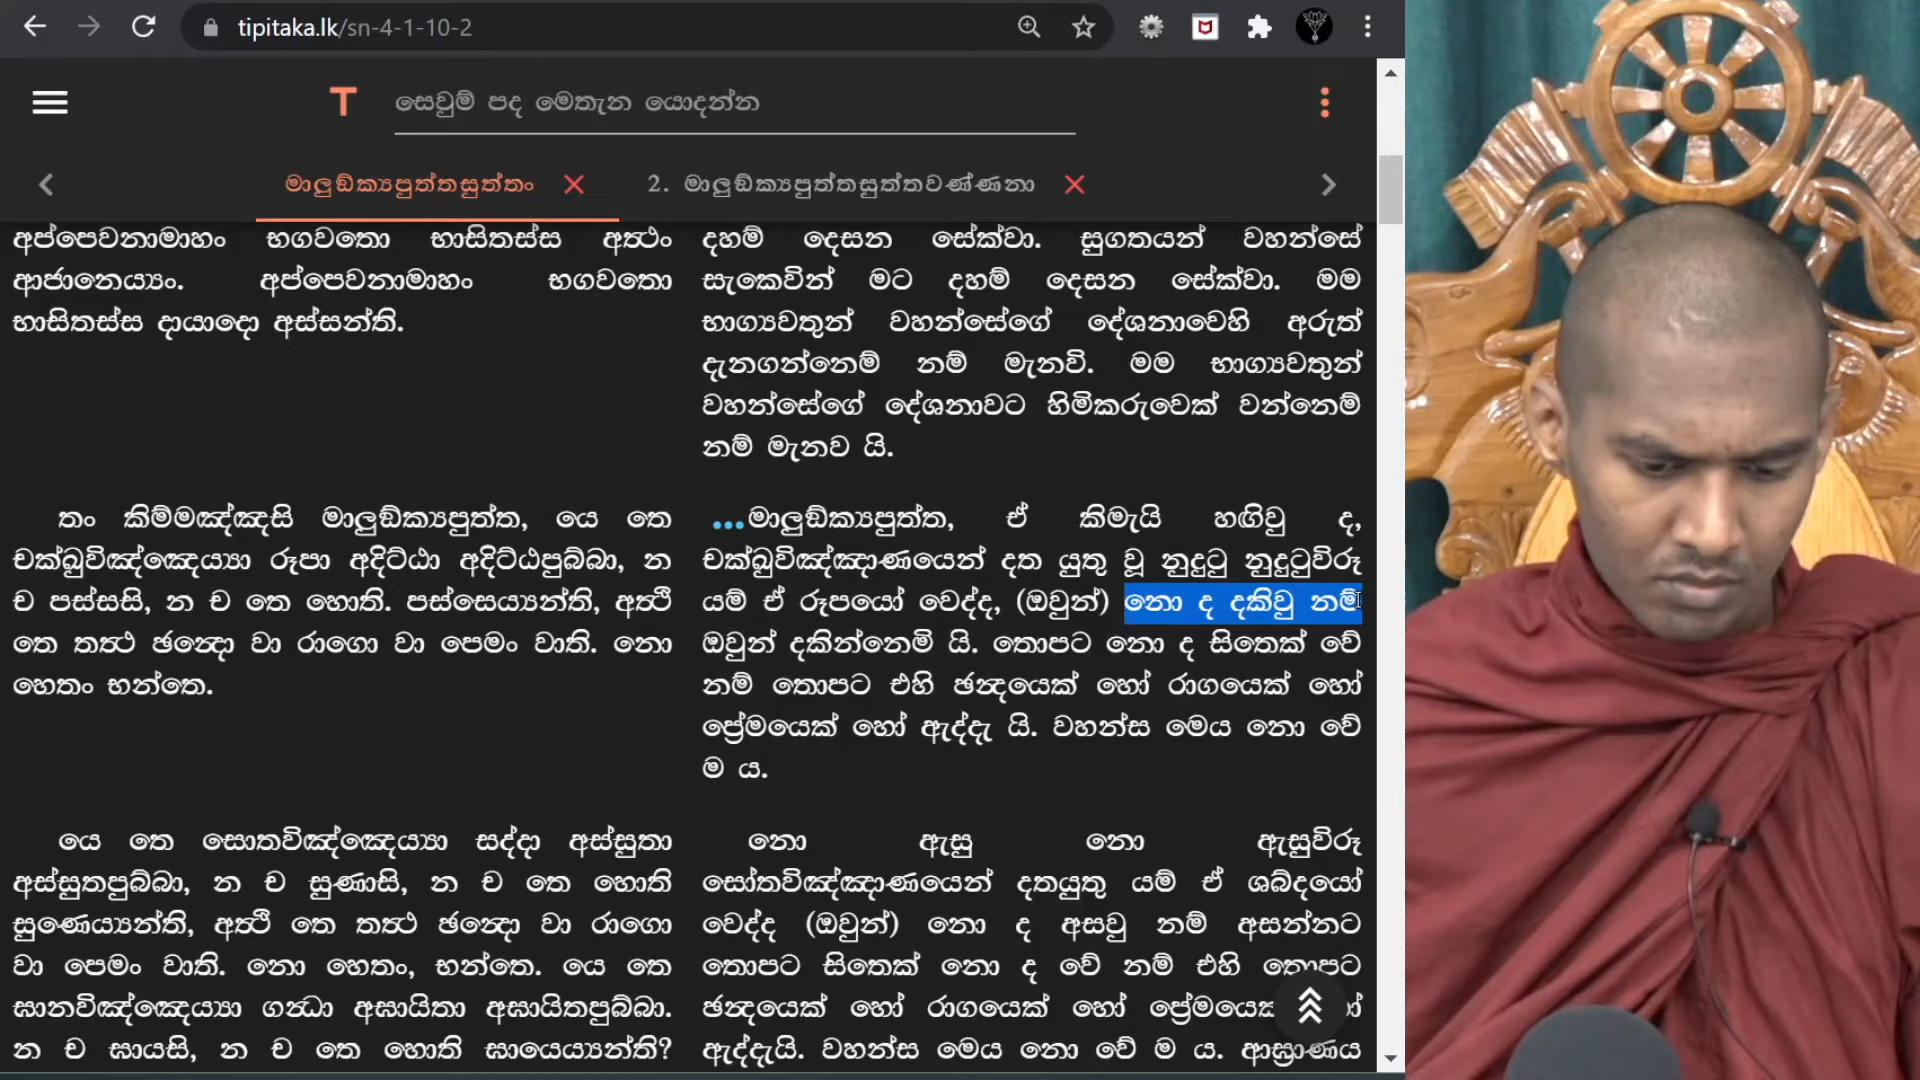 tipitaka.lk/sn-4-1-10-2
T සෙවුම් පද මෙතැන යොදන්න
මාලුඞ්ක්‍යපුත්තසුත්තං
2. මාලුඞ්ක්‍යපුත්තසුත්තවණ්ණනා
අප්පෙවනාමාහං භගවතො භාසිතස්ස අත්‍ථං
ආජානෙය්‍යං. අප්පෙවනාමාහං භගවතො
භාසිතස්ස දායාදො අස්සන්ති.
තං කිම්මඤ්ඤසි මාලුඞ්ක්‍යපුත්ත, යෙ තෙ
චක්ඛුවිඤ්ඤෙය්‍යා රූපා අදිට්ඨා අදිට්ඨපුබ්බා, න
ච පස්සසි, න ච තෙ හොති. පස්සෙය්‍යන්ති, අත්‍ථි
තෙ තත්‍ථ ඡන්‍දො වා රාගො වා පෙමං වාති. නො
හෙතං භන්තෙ.
යෙ තෙ සොතවිඤ්ඤෙය්‍යා සද්දා අස්සුතා
අස්සුතපුබ්බා, න ච සුණාසි, න ච තෙ හොති
සුණෙය්‍යන්ති, අත්‍ථි තෙ තත්‍ථ ඡන්‍දො වා රාගො
වා පෙමං වාති. නො හෙතං, භන්තෙ. යෙ තෙ
ඝානවිඤ්ඤෙය්‍යා ගන්‍ධා අඝායිතා අඝායිතපුබ්බා.
න ච ඝායසි, න ච තෙ හොති ඝායෙය්‍යන්ති?
දහම් දෙසන සේක්වා. සුගතයන් වහන්සේ
සැකෙවින් මට දහම් දෙසන සේක්වා. මම
භාග්‍යවතුන් වහන්සේගේ දේශනාවෙහි අරුත්
දැනගන්නෙම් නම් මැනවි. මම භාග්‍යවතුන්
වහන්සේගේ දේශනාවට හිමිකරුවෙක් වන්නෙම්
නම් මැනව යි.
...මාලුඞ්ක්‍යපුත්ත, ඒ කිමැයි හඟිවු ද,
චක්ඛුවිඤ්ඤාණයෙන් දත යුතු වූ නුදුටු නුදුටුවිරූ
යම් ඒ රූපයෝ වෙද්ද, (ඔවුන්) නො ද දකිවු නම්
ඔවුන් දකින්නෙමි යි. තොපට නො ද සිතෙක් වේ
නම් තොපට එහි ඡන්‍දයෙක් හෝ රාගයෙක් හෝ
ප්‍රේමයෙක් හෝ ඇද්දැ යි. වහන්ස මෙය නො වේ
ම ය.
නො ඇසු නො ඇසුවිරූ
සෝතවිඤ්ඤාණයෙන් දතයුතු යම් ඒ ශබ්දයෝ
වෙද්ද (ඔවුන්) නො ද අසවු නම් අසන්නට
තොපට සිතෙක් නො ද වේ නම් එහි තොපට
ඡන්‍දයෙක් හෝ රාගයෙක් හෝ ප්‍රේමයෙක්
ඇද්දැයි. වහන්ස මෙය නො වේ ම ය. ආඝ්‍රාණය